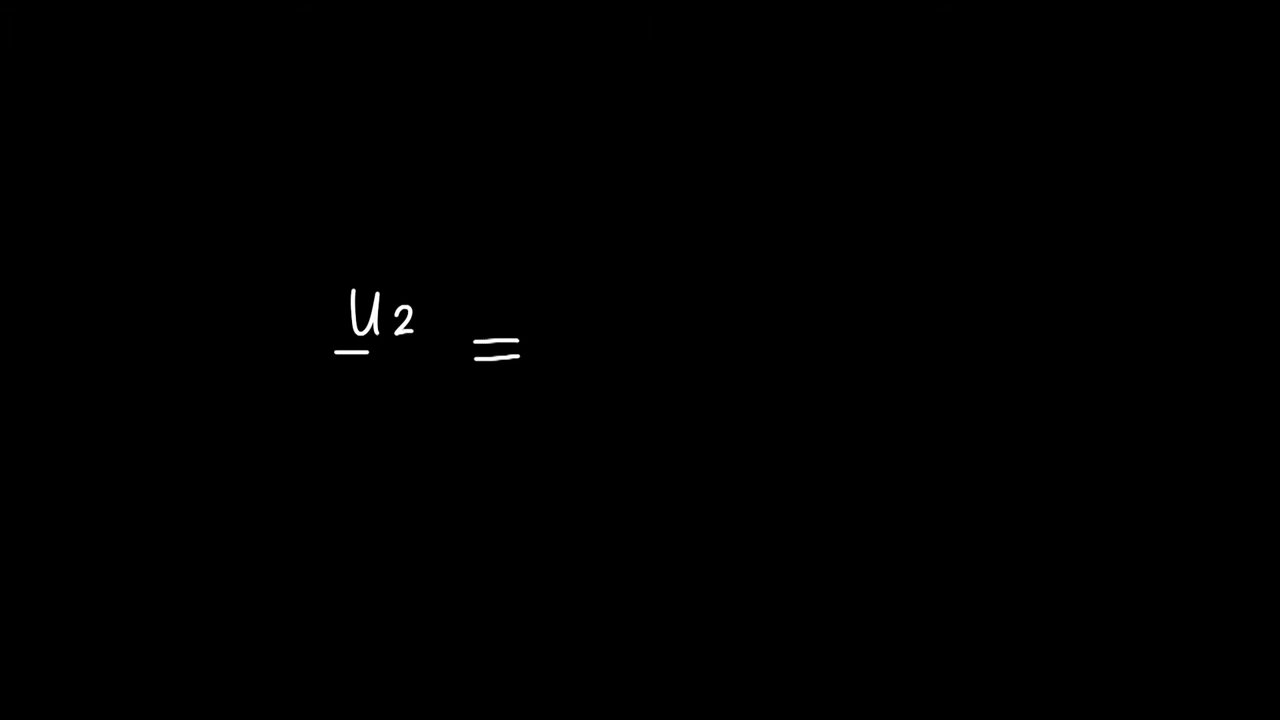 U2 =